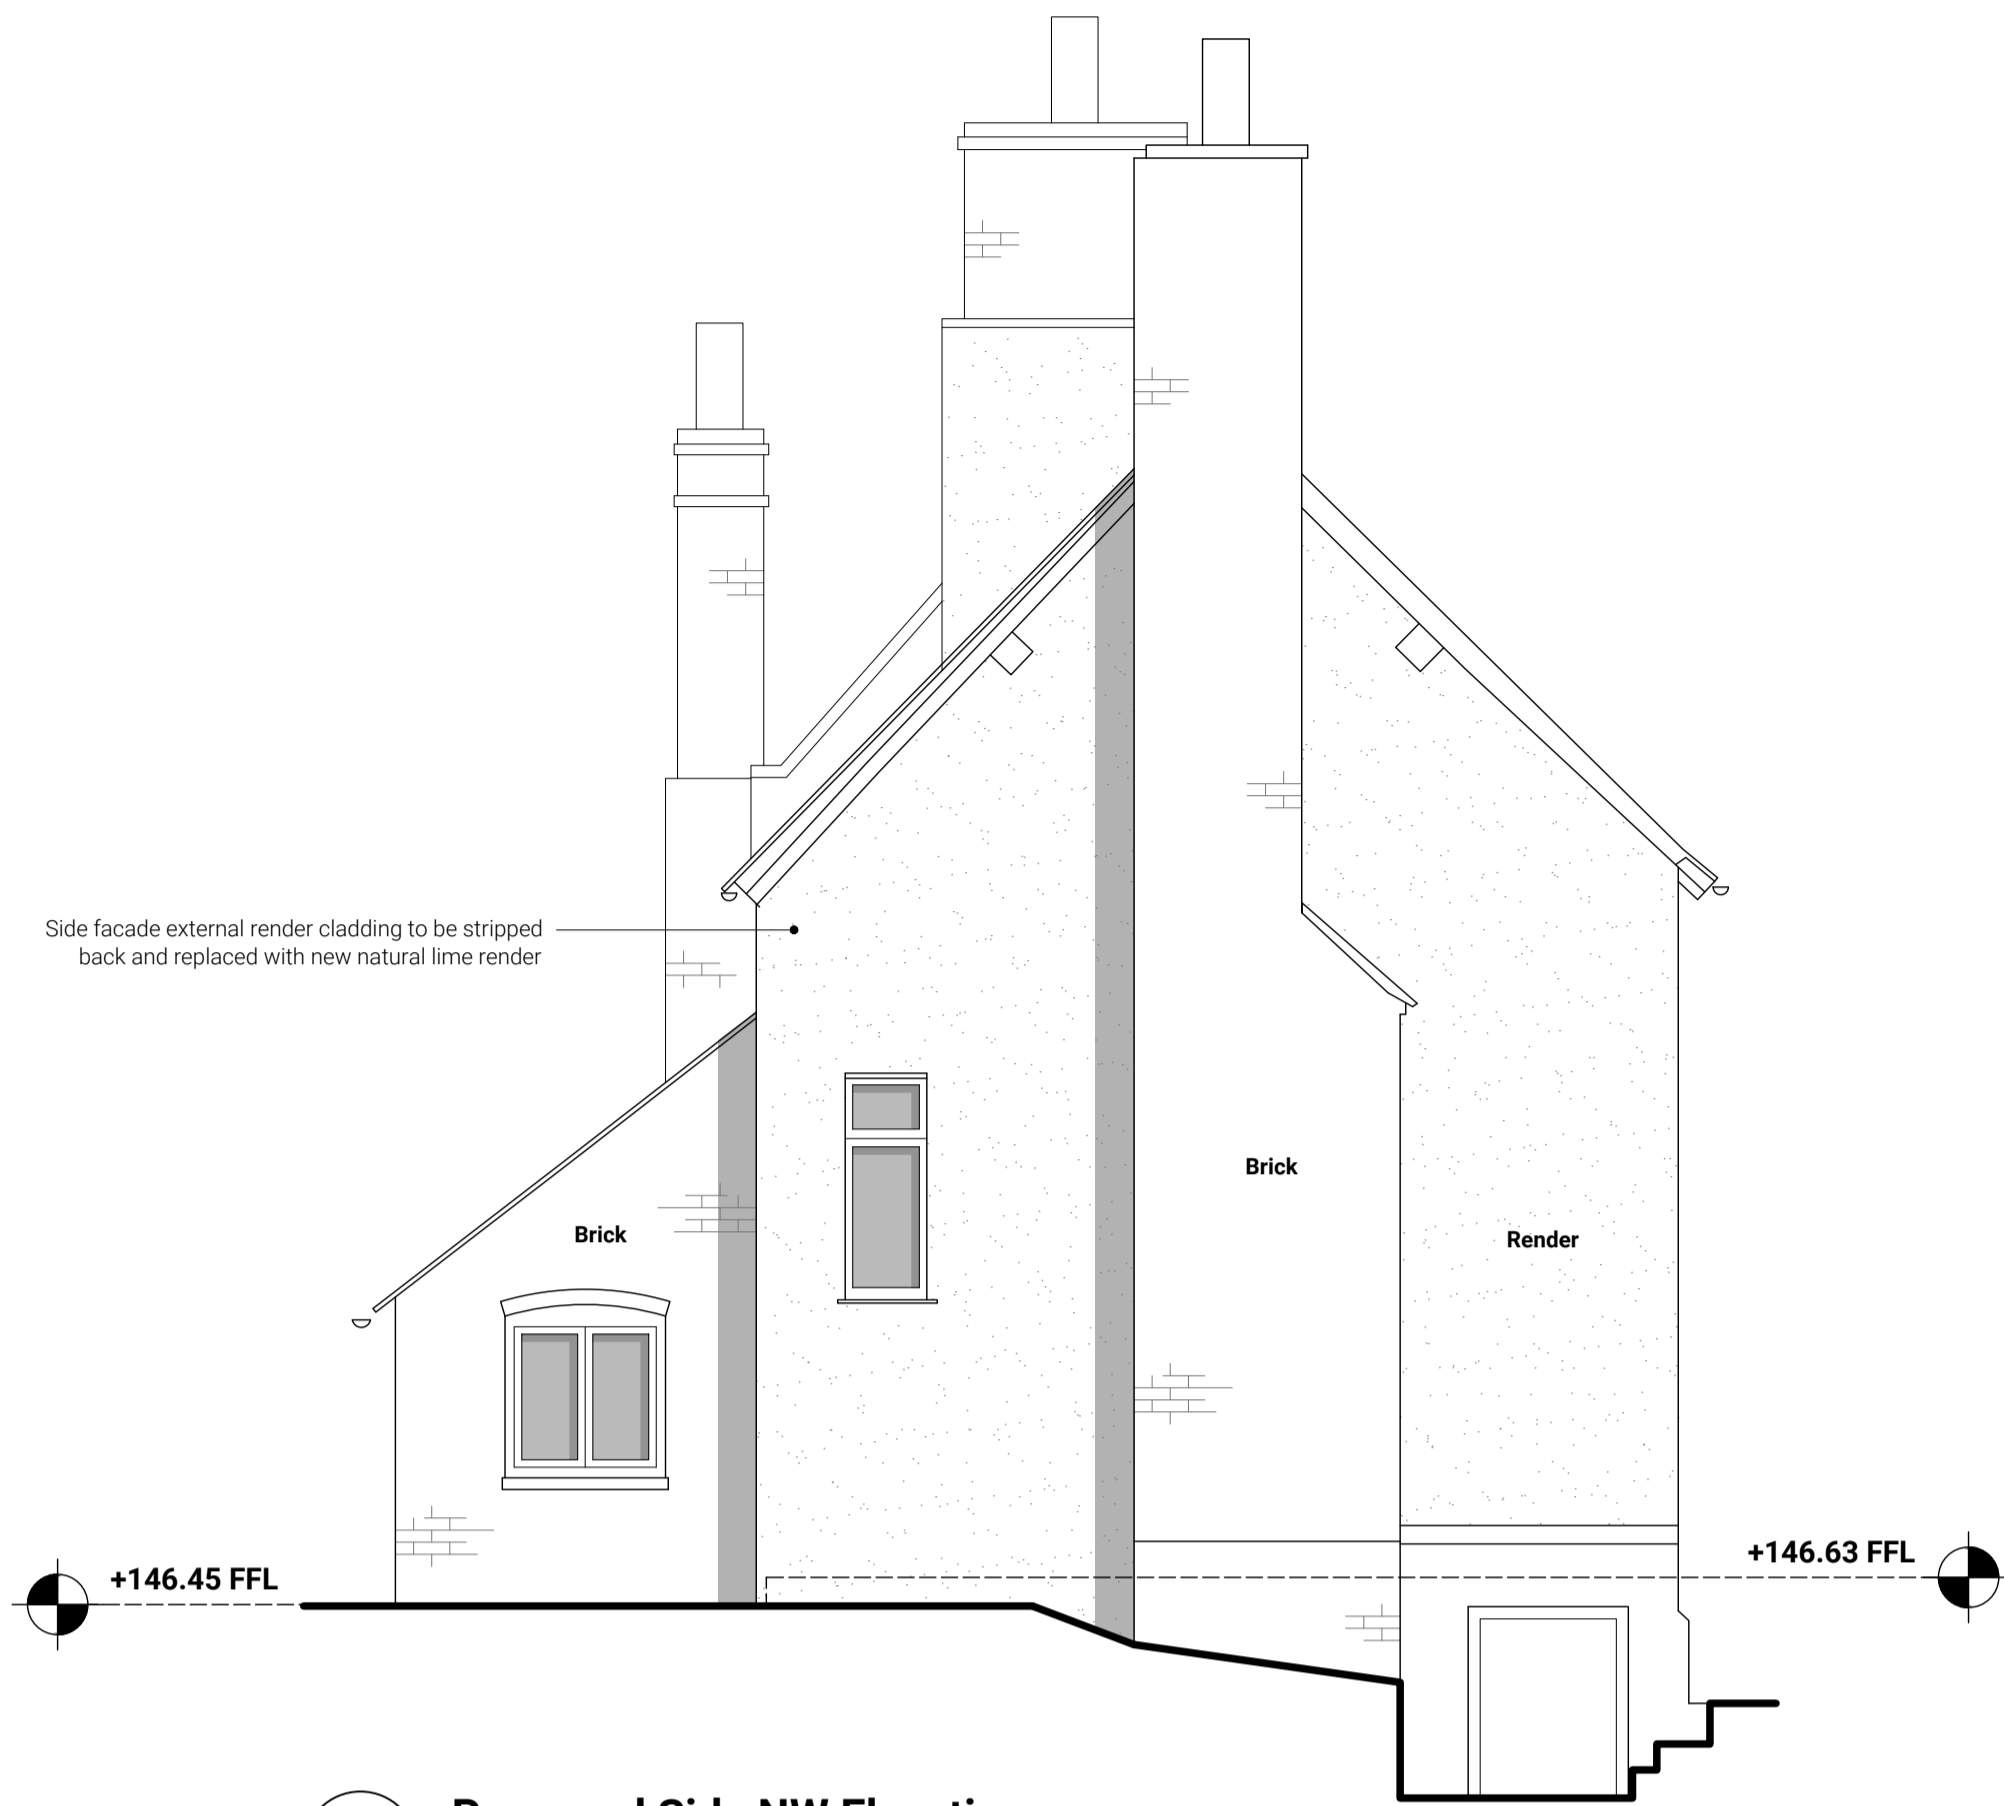 Side facade external render cladding to be stripped
back and replaced with new natural lime render
Brick
Brick
Render
+146.45 FFL
+146.63 FFL